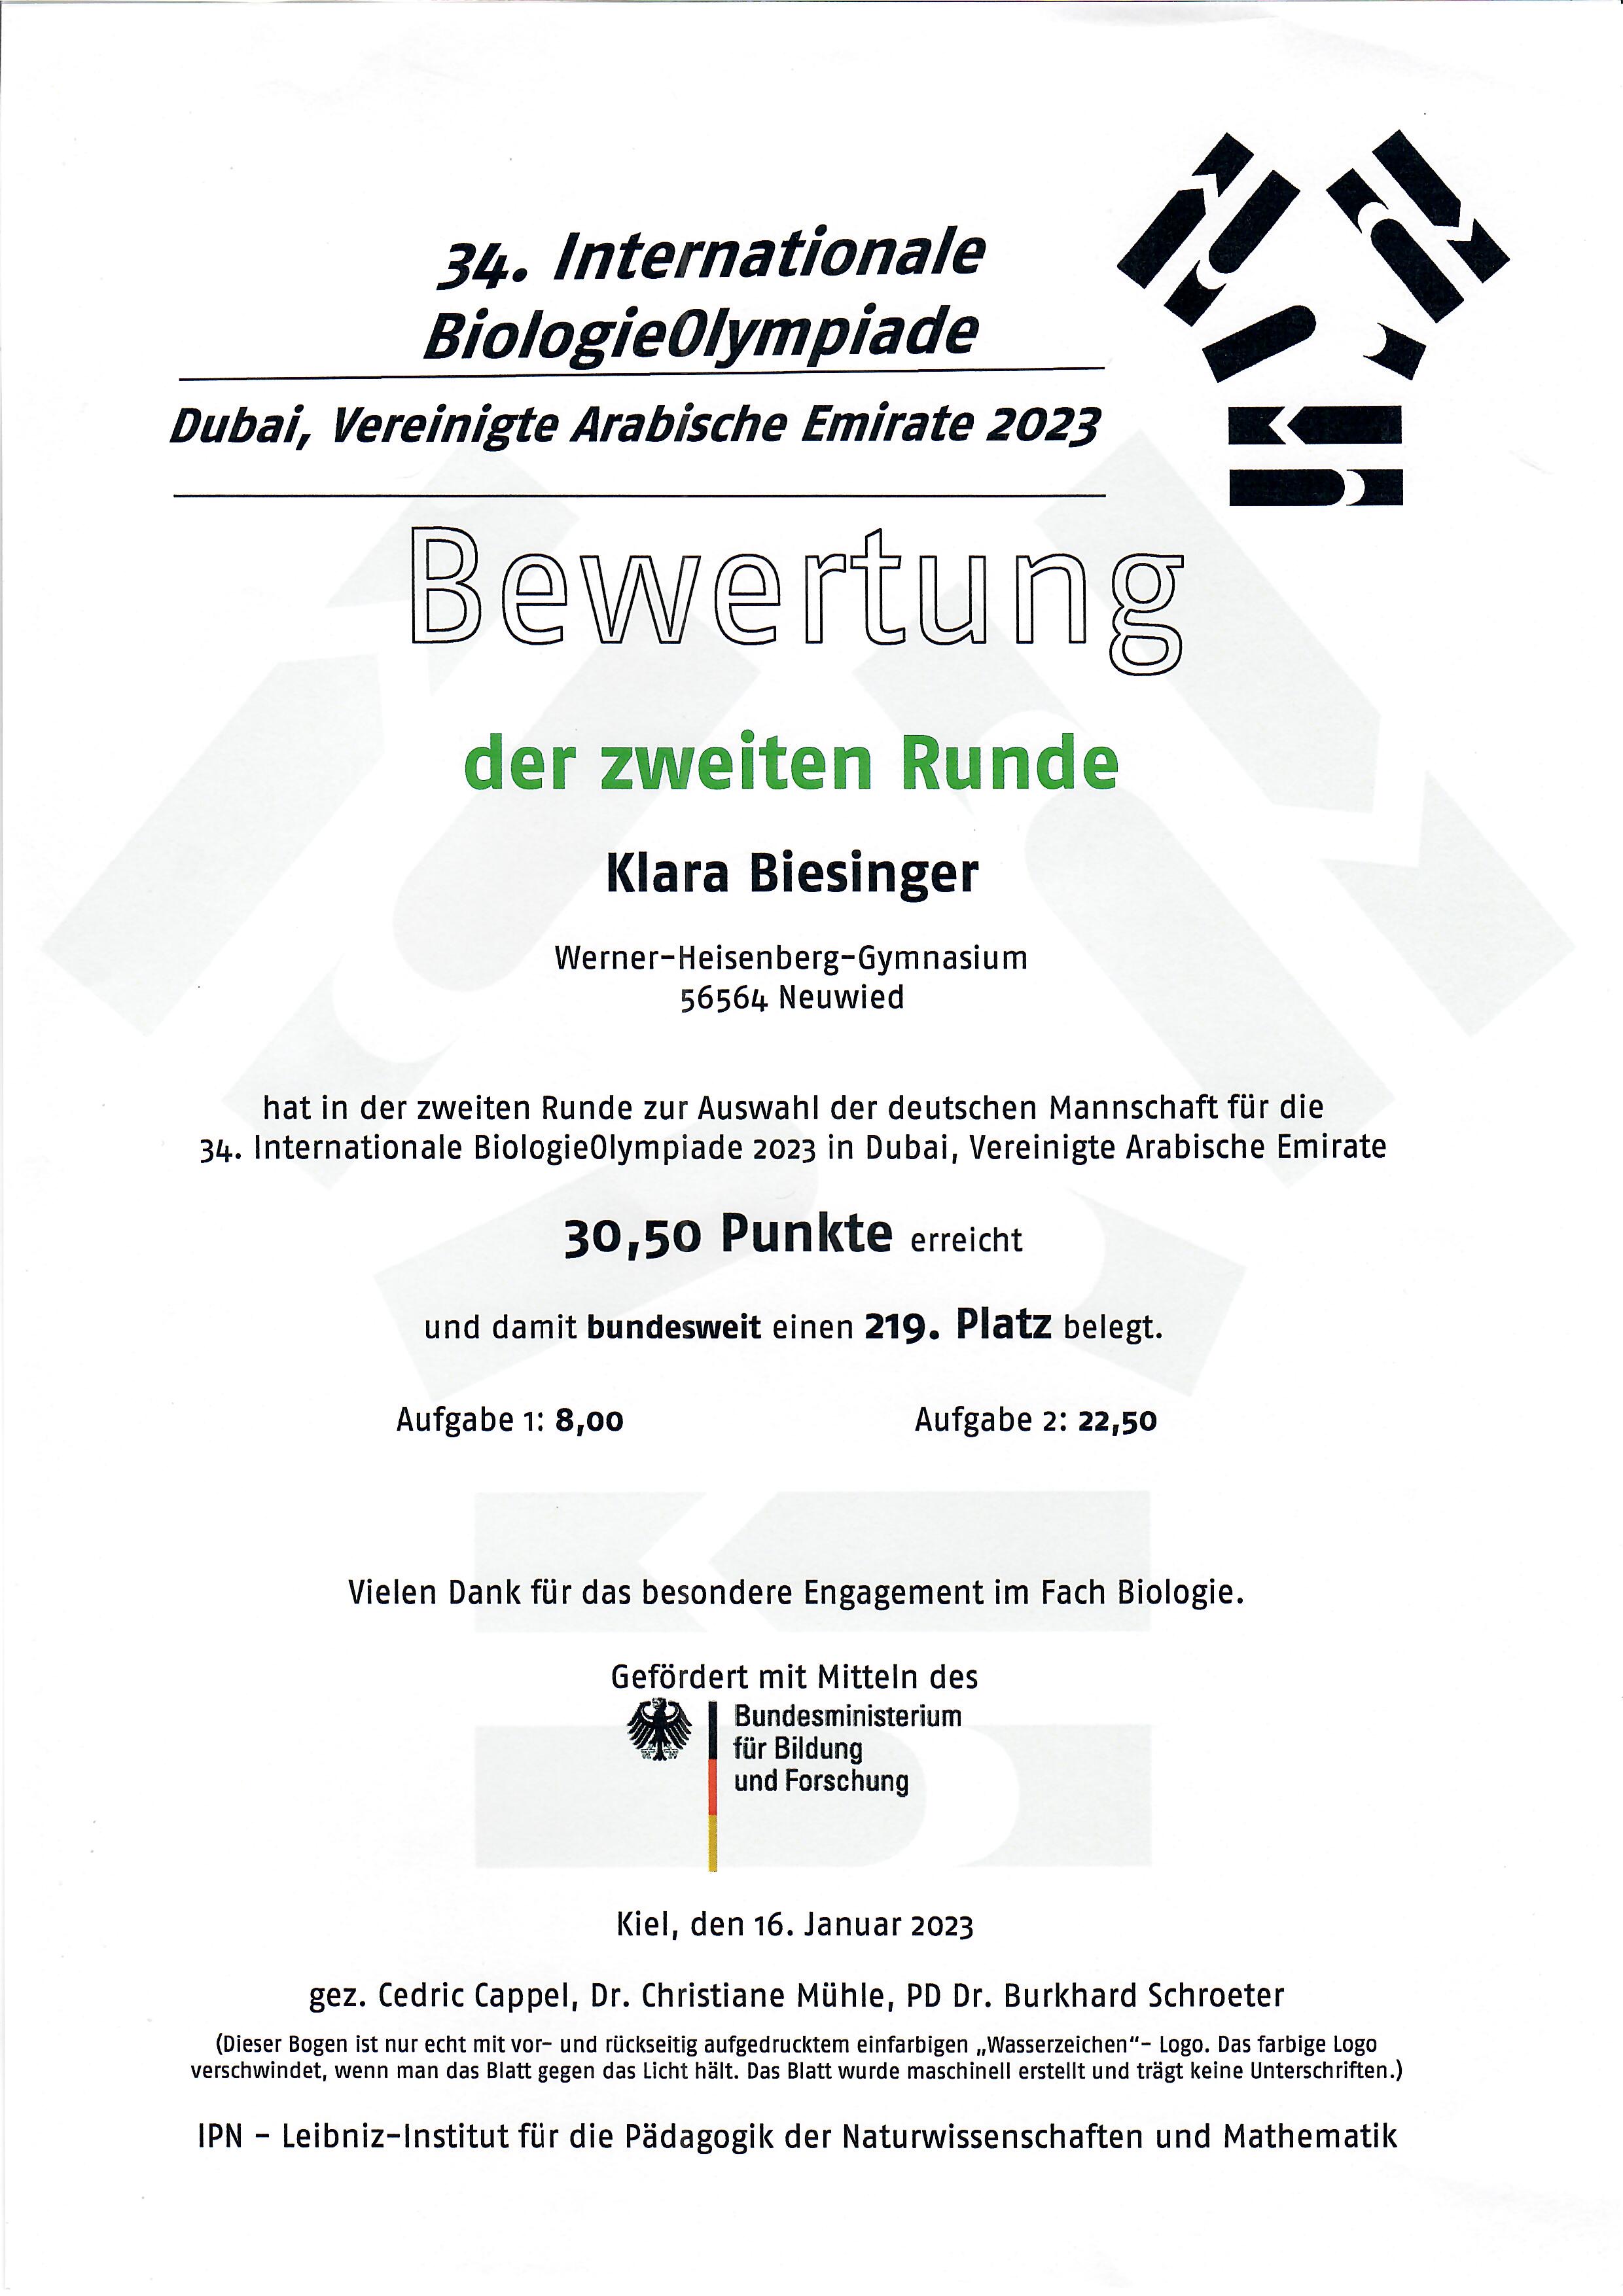 34. Internationale
BiologieOlympiade
Dubai, Vereinigte Arabische Emirate 2023
Bewertung
der zweiten Runde
Klara Biesinger
Werner-Heisenberg-Gymnasium
56564 Neuwied
hat in der zweiten Runde zur Auswahl der deutschen Mannschaft für die
34. Internationale BiologieOlympiade 2023 in Dubai, Vereinigte Arabische Emirate
30,50 Punkte erreicht
und damit bundesweit einen 219. Platz belegt.
Aufgabe 1: 8,00 Aufgabe 2: 22,50
Vielen Dank für das besondere Engagement im Fach Biologie.
Gefördert mit Mitteln des
Bundesministerium
für Bildung
und Forschung
Kiel, den 16. Januar 2023
gez. Cedric Cappel, Dr. Christiane Mühle, PD Dr. Burkhard Schroeter
(Dieser Bogen ist nur echt mit vor- und rückseitig aufgedrucktem einfarbigen „Wasserzeichen“- Logo. Das farbige Logo
verschwindet, wenn man das Blatt gegen das Licht hält. Das Blatt wurde maschinell erstellt und trägt keine Unterschriften.)
IPN - Leibniz-Institut für die Pädagogik der Naturwissenschaften und Mathematik